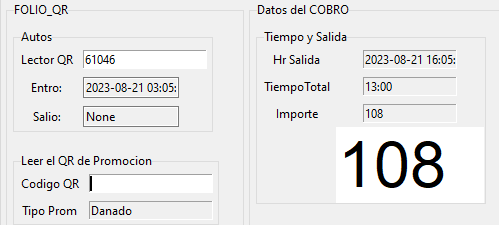 FOLIO_QR
Autos
Lector QR 61046
Entro: 2023-08-21 03:05:
Salio: None
Leer el QR de Promocion
Codigo QR
Tipo Prom Danado
Datos del COBRO
Tiempo y Salida
Hr Salida 2023-08-21 16:05:
TiempoTotal 13:00
Importe 108
108